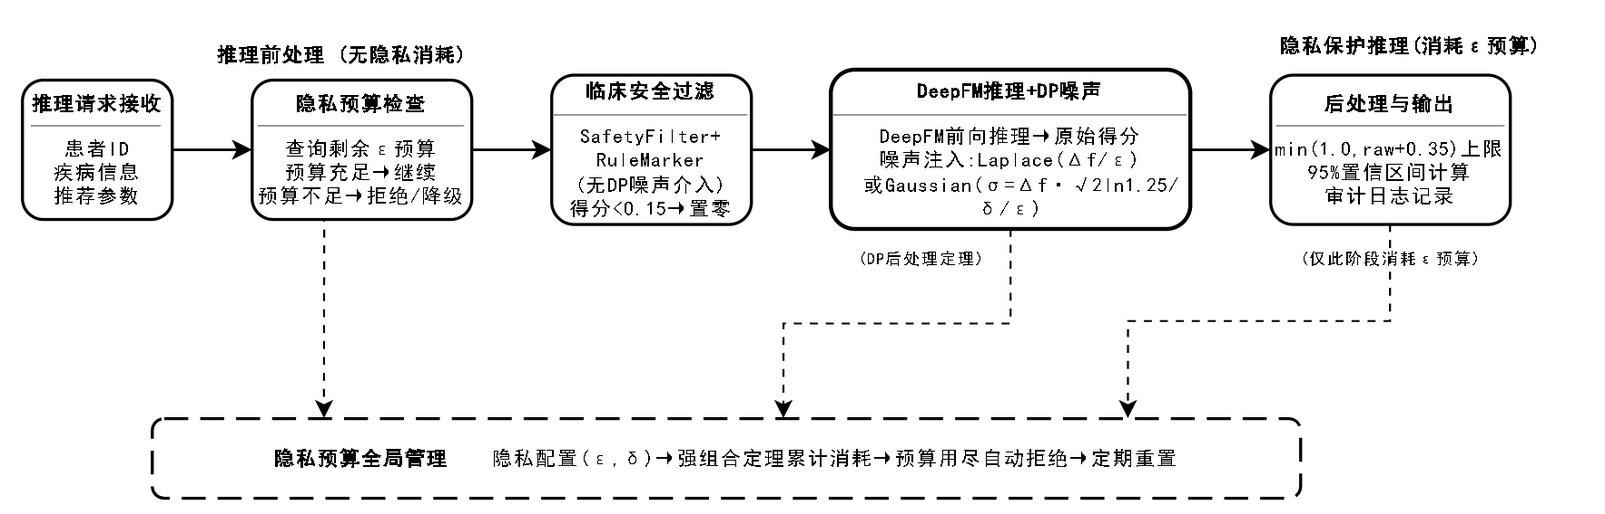 推理前处理 (无隐私消耗)
隐私保护推理(消耗 ε 预算)
推理请求接收
患者ID
疾病信息
推荐参数
隐私预算检查
查询剩余 ε 预算
预算充足→继续
预算不足→拒绝/降级
临床安全过滤
SafetyFilter+
RuleMarker
(无DP噪声介入)
得分<0.15→置零
DeepFM推理+DP噪声
DeepFM前向推理→原始得分
噪声注入:Laplace(Δf/ε)
或Gaussian(σ=Δf·√2ln1.25/
δ/ε)
后处理与输出
min(1.0,raw+0.35)上限
95%置信区间计算
审计日志记录
(DP后处理定理)
(仅此阶段消耗 ε 预算)
隐私预算全局管理 隐私配置(ε, δ)→强组合定理累计消耗→预算用尽自动拒绝→定期重置